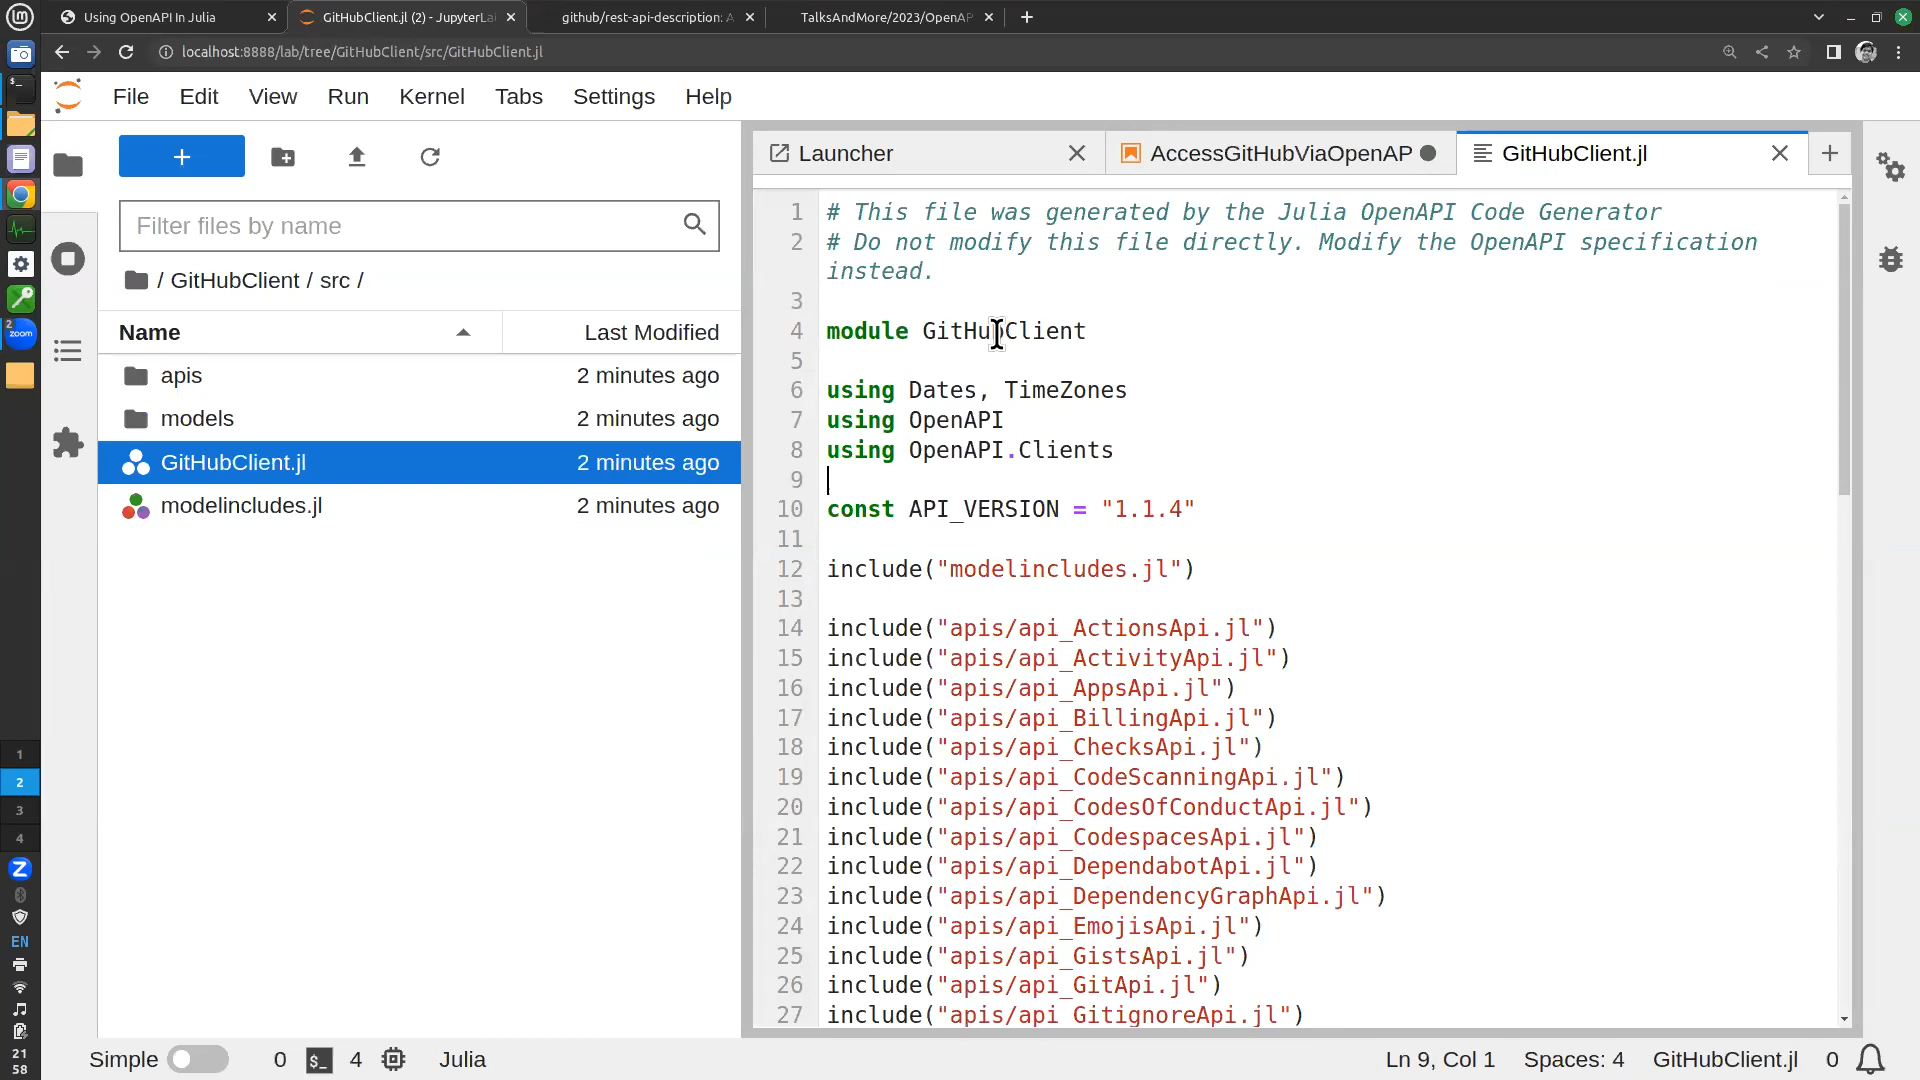 Using OpenAPI In Julia
GitHubClient.jl (2) - JupyterLa
github/rest-api-description: A
TalksAndMore/2023/OpenAP
localhost:8888/lab/tree/GitHubClient/src/GitHubClient.jl
File Edit View Run Kernel Tabs Settings Help
Filter files by name
/ GitHubClient / src /
Name Last Modified
apis 2 minutes ago
models 2 minutes ago
GitHubClient.jl 2 minutes ago
modelincludes.jl 2 minutes ago
Launcher
AccessGitHubViaOpenAP
GitHubClient.jl
1 # This file was generated by the Julia OpenAPI Code Generator
2 # Do not modify this file directly. Modify the OpenAPI specification
instead.
3
4 module GitHubClient
5
6 using Dates, TimeZones
7 using OpenAPI
8 using OpenAPI.Clients
9
10 const API_VERSION = "1.1.4"
11
12 include("modelincludes.jl")
13
14 include("apis/api_ActionsApi.jl")
15 include("apis/api_ActivityApi.jl")
16 include("apis/api_AppsApi.jl")
17 include("apis/api_BillingApi.jl")
18 include("apis/api_ChecksApi.jl")
19 include("apis/api_CodeScanningApi.jl")
20 include("apis/api_CodesOfConductApi.jl")
21 include("apis/api_CodespacesApi.jl")
22 include("apis/api_DependabotApi.jl")
23 include("apis/api_DependencyGraphApi.jl")
24 include("apis/api_EmojisApi.jl")
25 include("apis/api_GistsApi.jl")
26 include("apis/api_GitApi.jl")
27 include("apis/api_GitignoreApi.jl")
Simple 0 $_ 4 Julia
Ln 9, Col 1 Spaces: 4 GitHubClient.jl 0
2
zoom
1
2
3
4
Z
EN
21
58